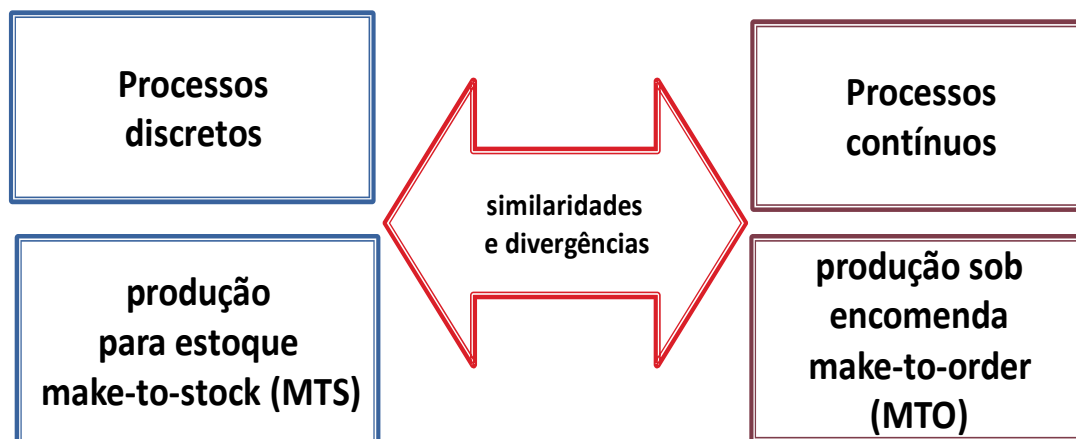 Processos
discretos
Processos
contínuos
similaridades
e divergências
produção
para estoque
make-to-stock (MTS)
produção sob
encomenda
make-to-order
(MTO)